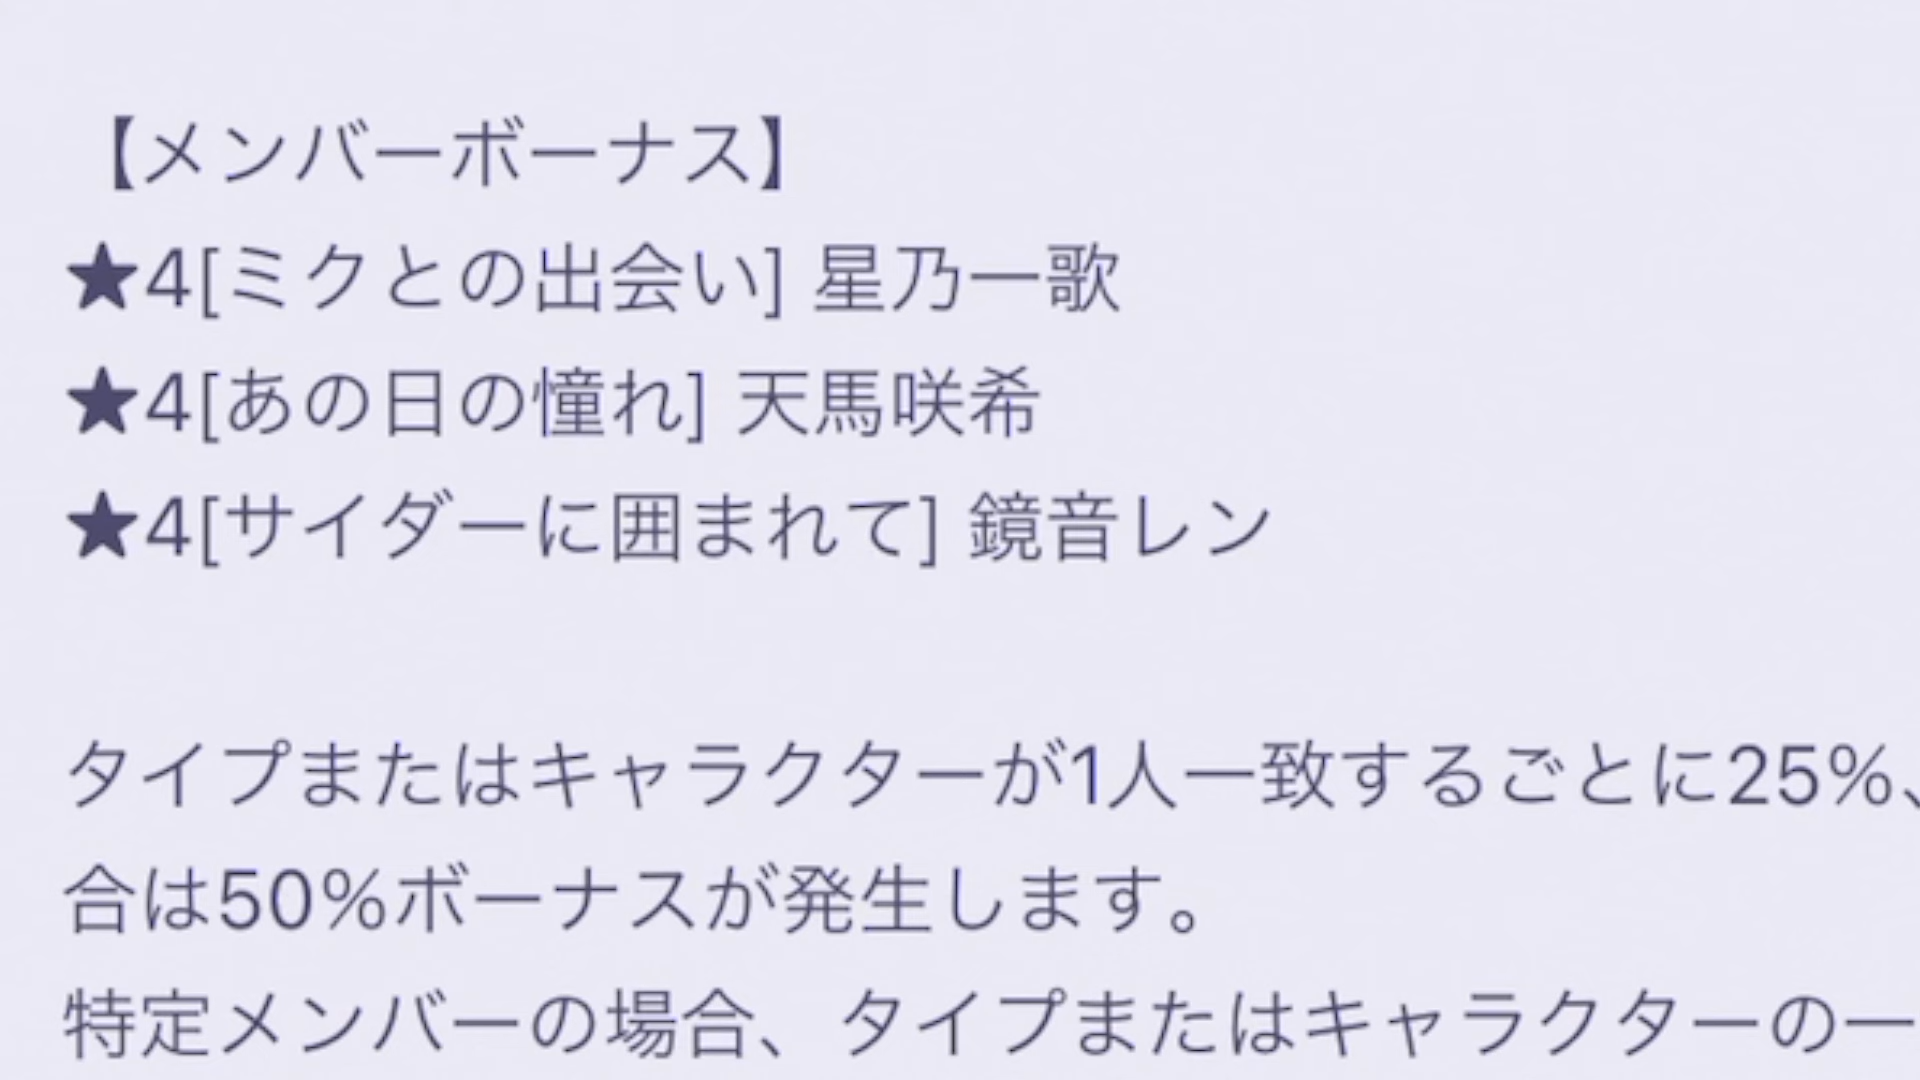 【メンバーボーナス】
★4[ミクとの出会い] 星乃一歌
★4[あの日の憧れ] 天馬咲希
★4[サイダーに囲まれて] 鏡音レン
タイプまたはキャラクターが1人一致するごとに25%、
合は50%ボーナスが発生します。
特定メンバーの場合、タイプまたはキャラクターの一